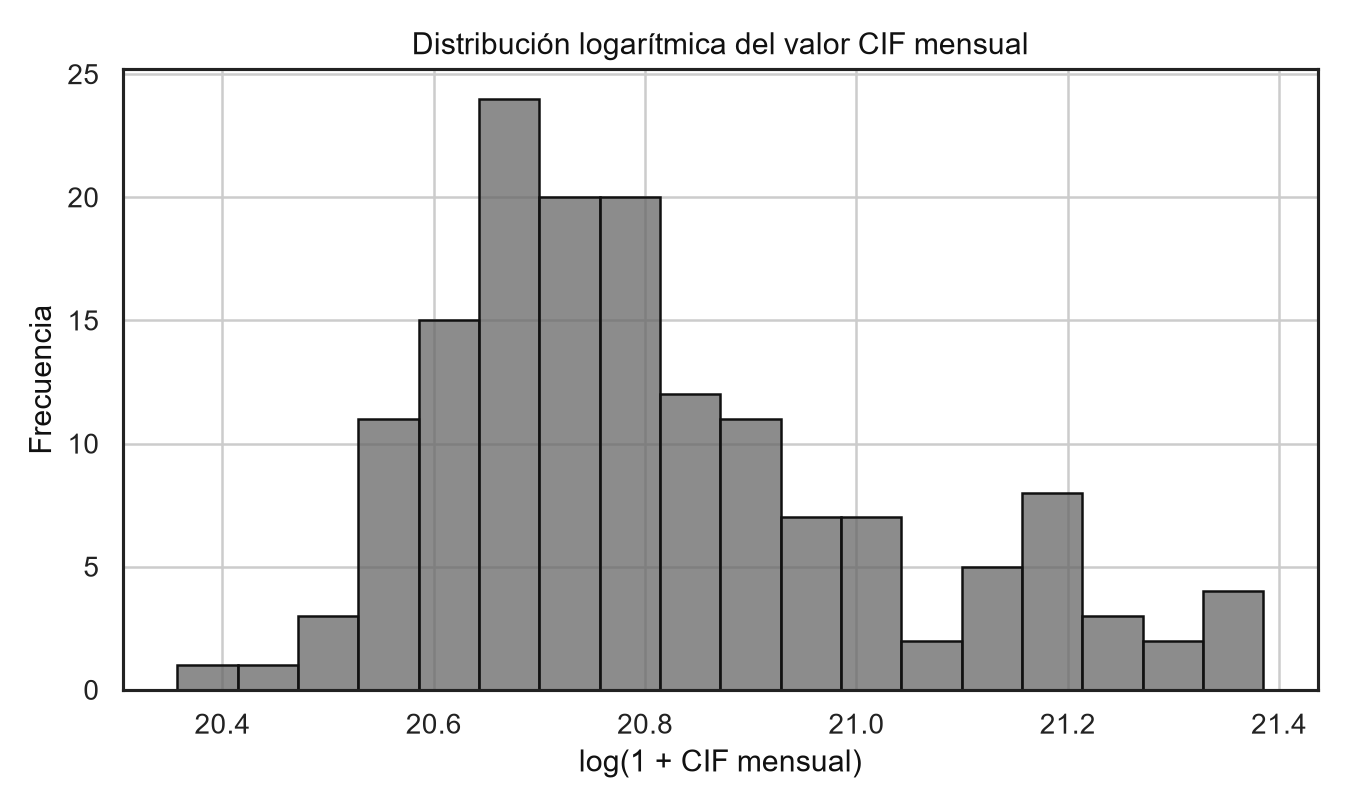 Distribución logarítmica del valor CIF mensual
25
20
15
10
5
0
Frecuencia
20.4 20.6 20.8 21.0 21.2 21.4
log(1 + CIF mensual)